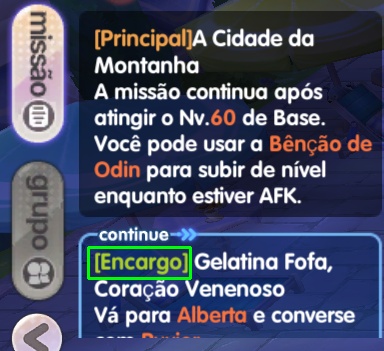 missão
grupo
[Principal]A Cidade da
Montanha
A missão continua após
atingir o Nv.60 de Base.
Você pode usar a Bênção de
Odin para subir de nível
enquanto estiver AFK.
continue
[Encargo] Gelatina Fofa,
Coração Venenoso
Vá para Alberta e converse